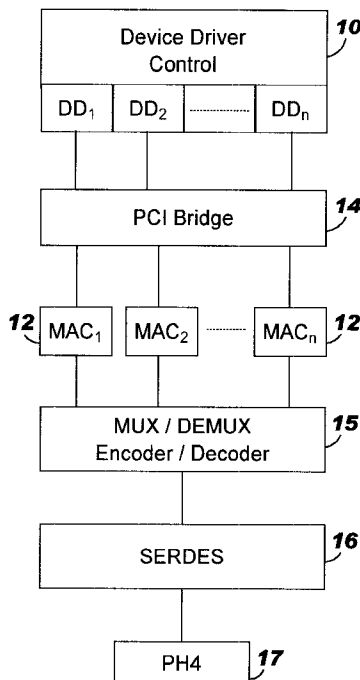 Device Driver
Control
10
DD₁ DD₂ DDₙ
PCI Bridge
14
12 MAC₁ MAC₂ MACₙ 12
MUX / DEMUX
Encoder / Decoder
15
SERDES
16
PH4
17